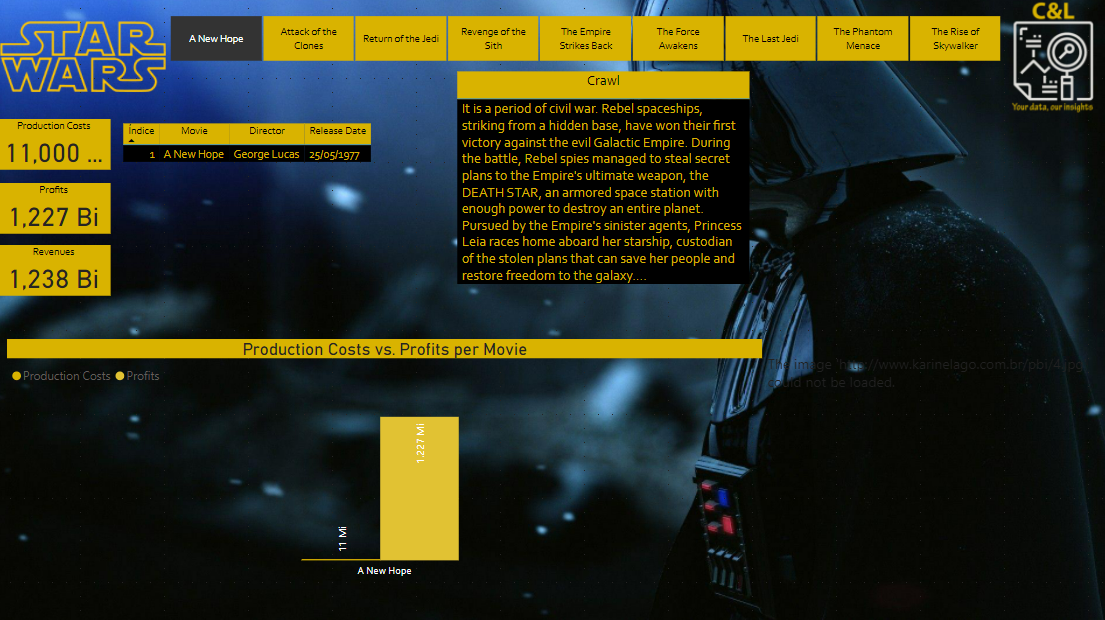 STAR
WARS
A New Hope
Attack of the
Clones
Return of the Jedi
Revenge of the
Sith
The Empire
Strikes Back
The Force
Awakens
The Last Jedi
The Phantom
Menace
The Rise of
Skywalker
C&L
Your data, our insights
Crawl
It is a period of civil war. Rebel spaceships,
striking from a hidden base, have won their first
victory against the evil Galactic Empire. During
the battle, Rebel spies managed to steal secret
plans to the Empire's ultimate weapon, the
DEATH STAR, an armored space station with
enough power to destroy an entire planet.
Pursued by the Empire's sinister agents, Princess
Leia races home aboard her starship, custodian
of the stolen plans that can save her people and
restore freedom to the galaxy....
Production Costs
11,000 ...
Profits
1,227 Bi
Revenues
1,238 Bi
Índice Movie Director Release Date
1 A New Hope George Lucas 25/05/1977
Production Costs vs. Profits per Movie
Production Costs Profits
The image 'http://www.karinelago.com.br/pbi/4.jpg'
could not be loaded.
11 Mi
1.227 Mi
A New Hope